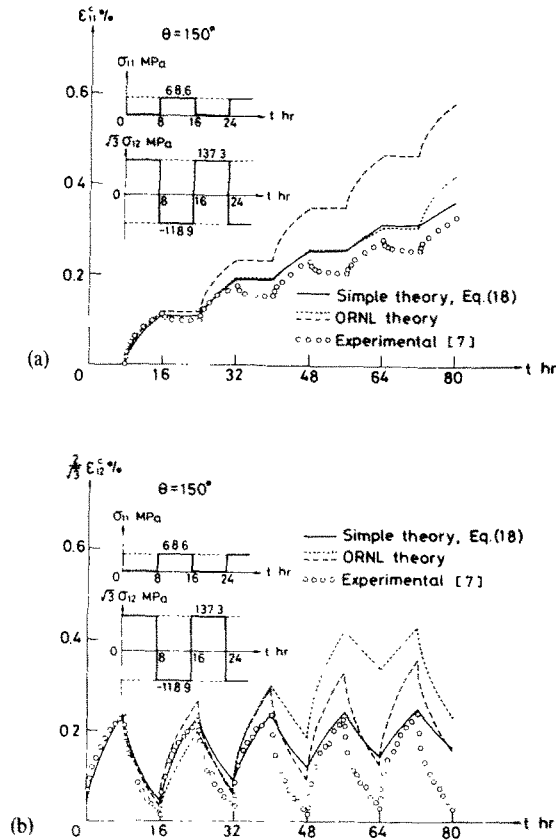 ε₁₁ᶜ %
θ = 150°
σ₁₁ MPa
0.6
68.6
0
8
16
24
t hr
√3 σ₁₂ MPa
137.3
0.4
0
8
16
24
t hr
-118.9
0.2
Simple theory, Eq.(18)
ORNL theory
Experimental [7]
(a)
0
16
32
48
64
80
t hr
2/√3 ε₁₂ᶜ %
θ = 150°
σ₁₁ MPa
68.6
0.6
0
8
16
24
t hr
Simple theory, Eq.(18)
ORNL theory
Experimental [7]
√3 σ₁₂ MPa
137.3
0.4
0
8
16
24
t hr
-118.9
0.2
(b)
0
16
32
48
64
80
t hr